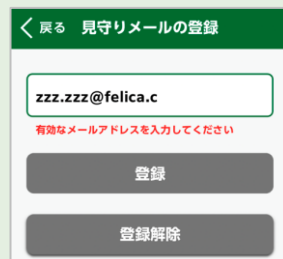 戻る 見守りメールの登録
zzz.zzz@felica.c
有効なメールアドレスを入力してください
登録
登録解除